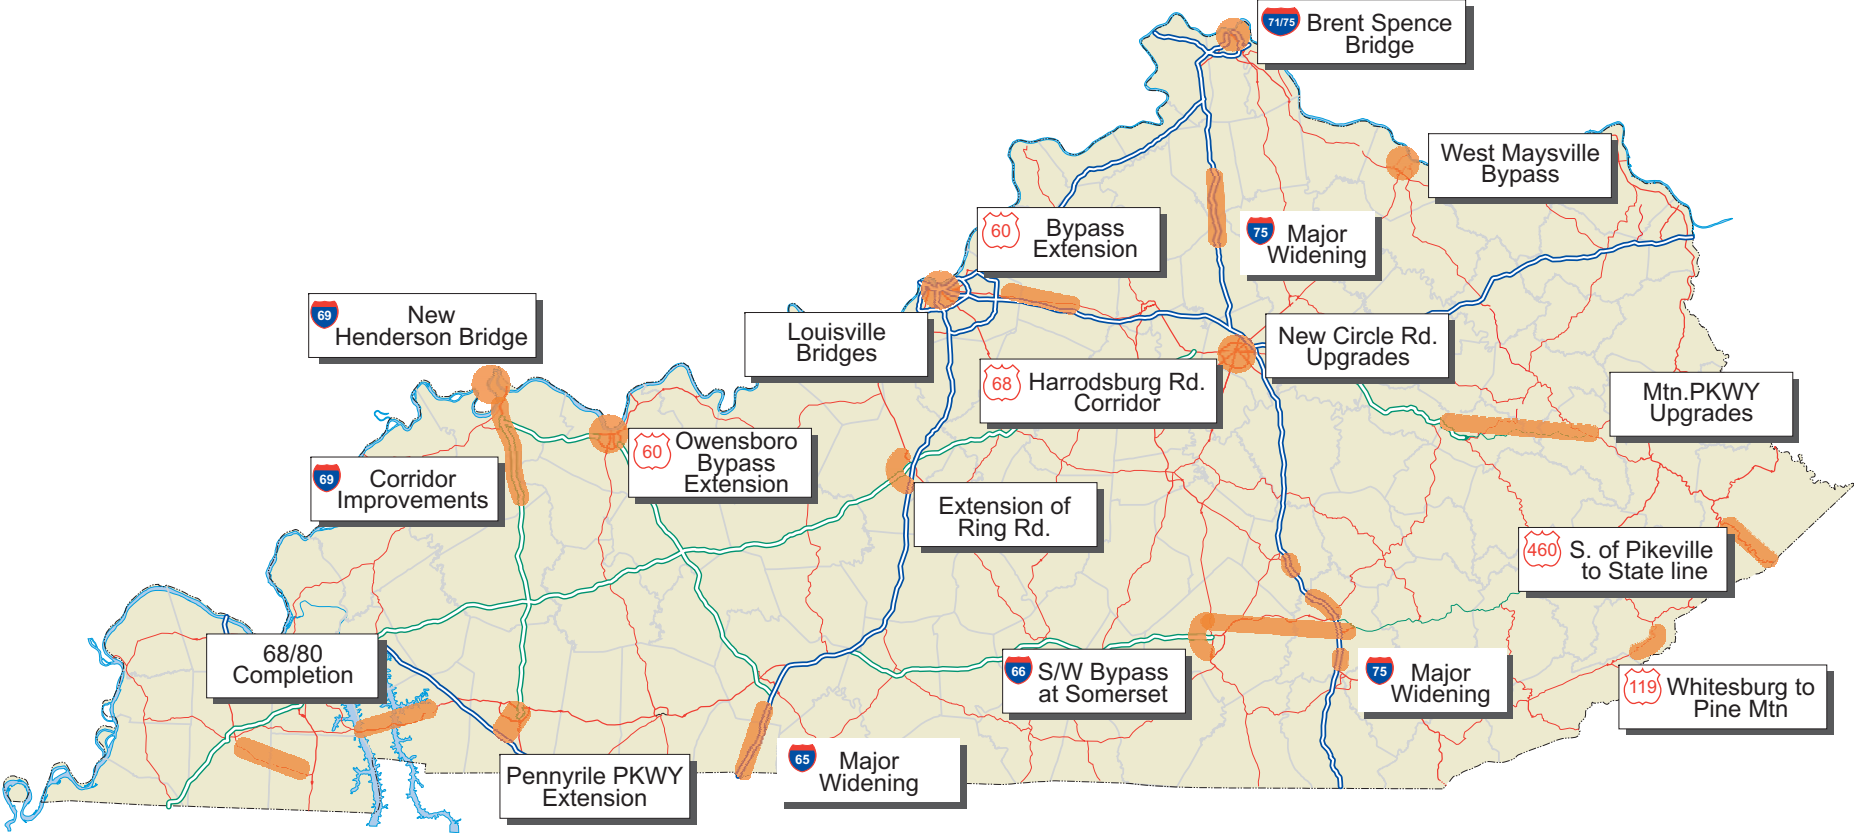 71/75 Brent Spence
Bridge
West Maysville
Bypass
60 Bypass
Extension
75 Major
Widening
69 New
Henderson Bridge
Louisville
Bridges
New Circle Rd.
Upgrades
68 Harrodsburg Rd.
Corridor
Mtn.PKWY
Upgrades
60 Owensboro
Bypass
Extension
69 Corridor
Improvements
Extension of
Ring Rd.
460 S. of Pikeville
to State line
68/80
Completion
66 S/W Bypass
at Somerset
75 Major
Widening
119 Whitesburg to
Pine Mtn
Pennyrile PKWY
Extension
65 Major
Widening